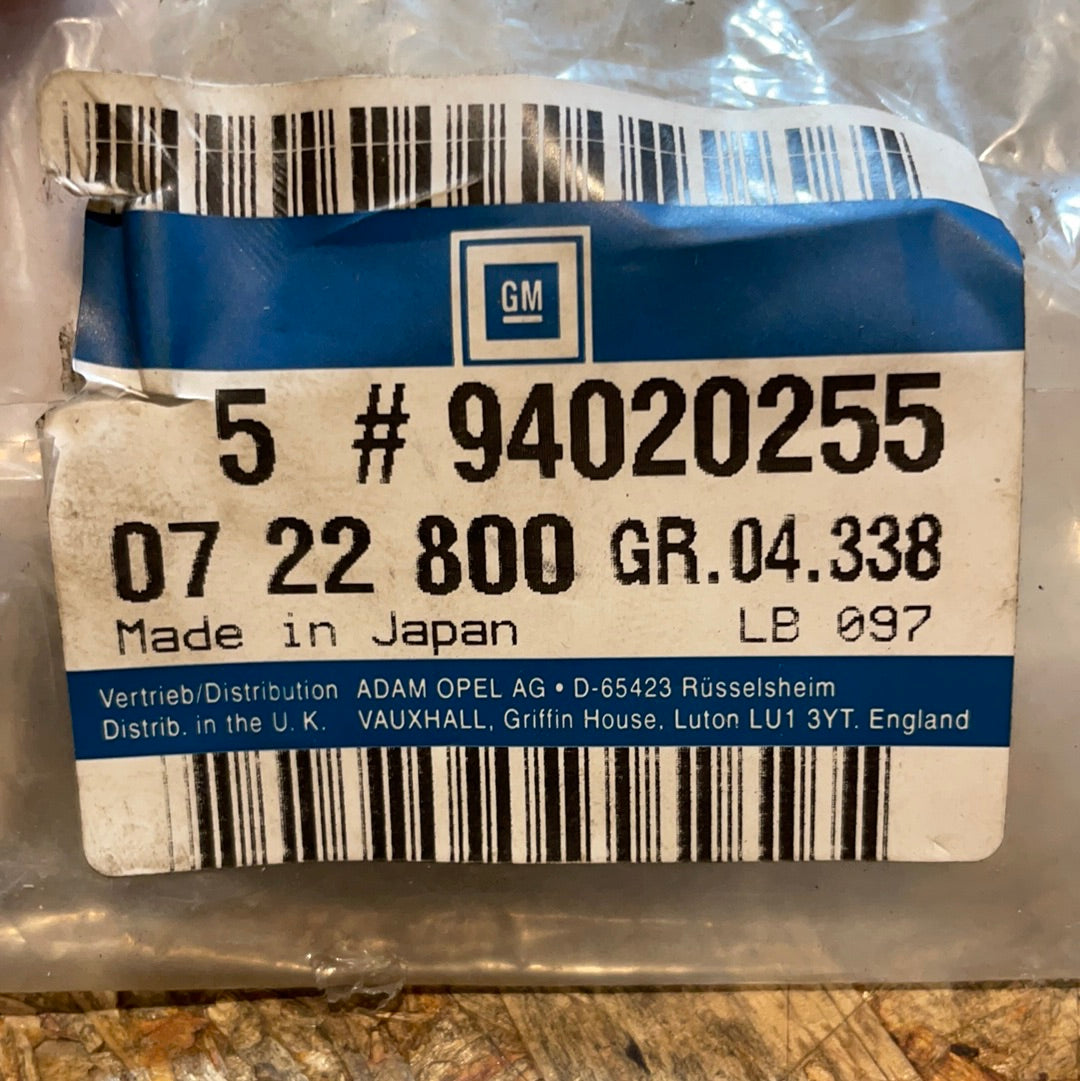 GM
5 # 94020255
07 22 800 GR.04.338
Made in Japan LB 097
Vertrieb/Distribution ADAM OPEL AG • D-65423 Rüsselsheim
Distrib. in the U. K. VAUXHALL, Griffin House, Luton LU1 3YT. England